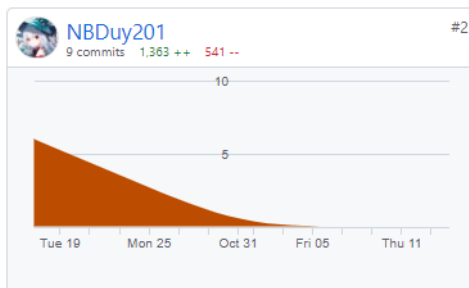 NBDuy201
#2
9 commits 1,363 ++ 541 --
10
5
Tue 19 Mon 25 Oct 31 Fri 05 Thu 11